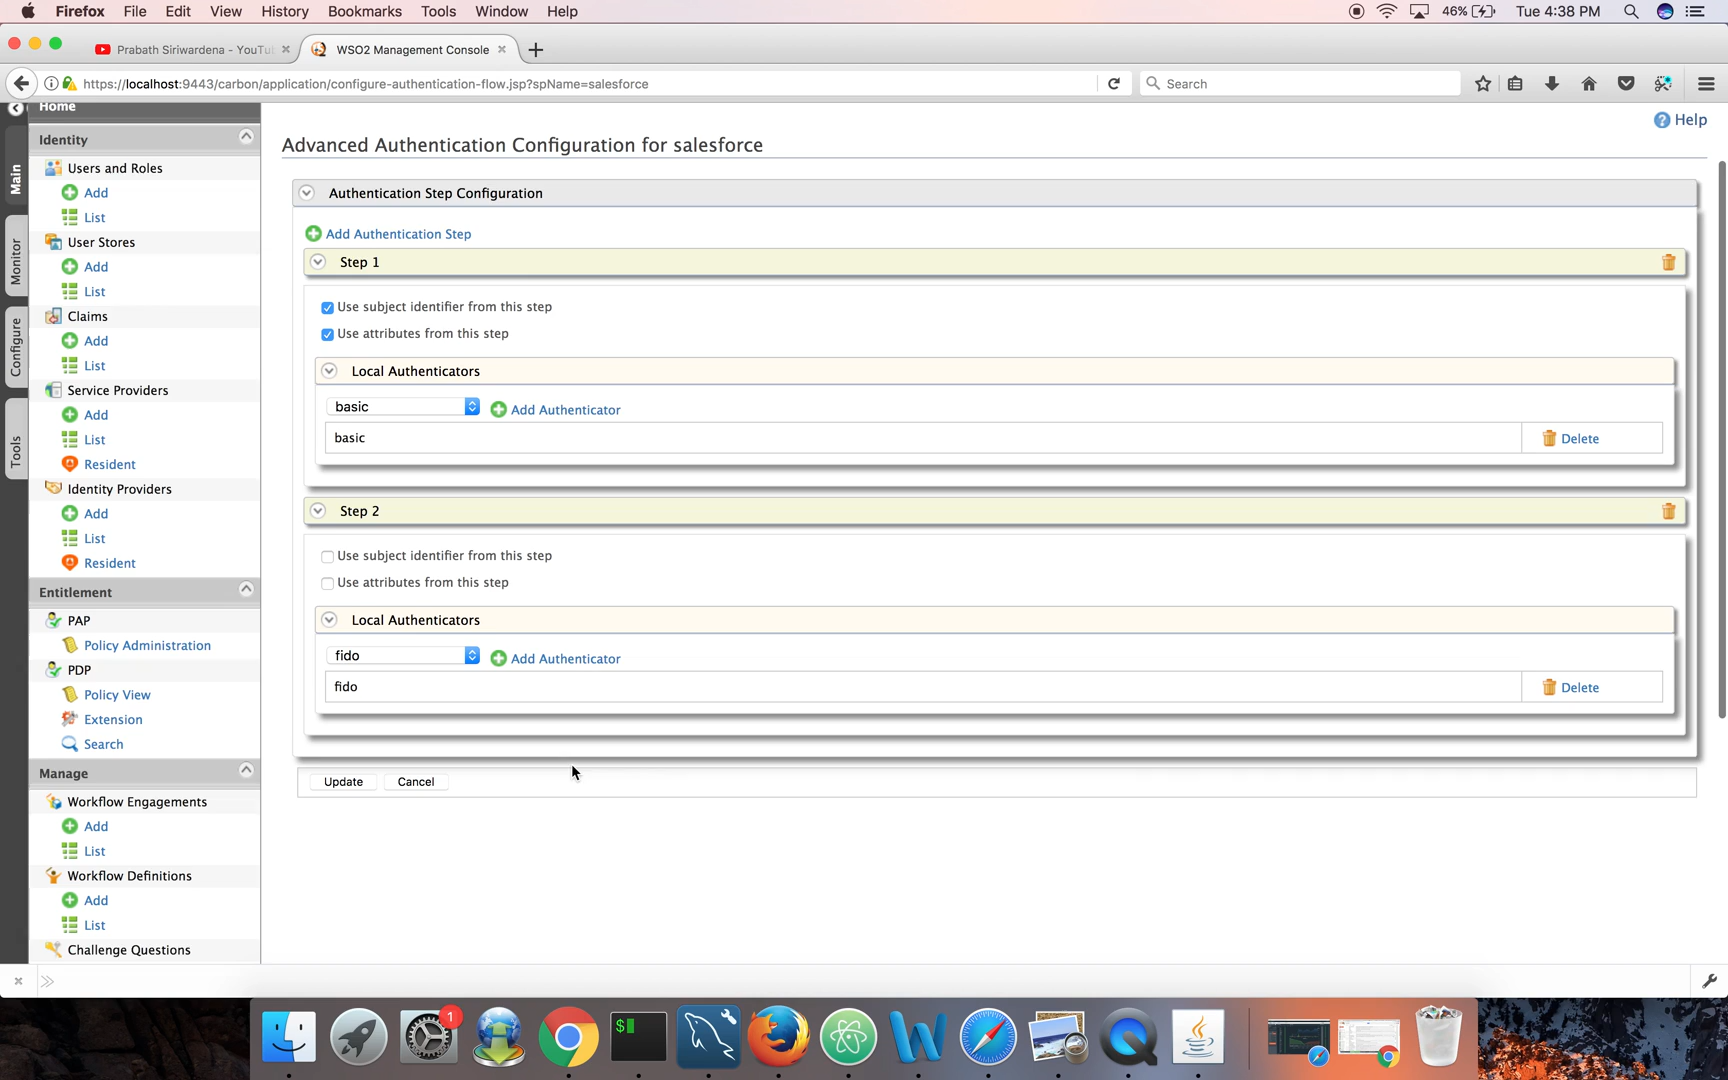 Firefox File Edit View History Bookmarks Tools Window Help 46% Tue 4:38 PM
Prabath Siriwardena - YouTu WSO2 Management Console
https://localhost:9443/carbon/application/configure-authentication-flow.jsp?spName=salesforce Search
Main
Monitor
Configure
Tools
Home
Identity
Users and Roles
Add
List
User Stores
Add
List
Claims
Add
List
Service Providers
Add
List
Resident
Identity Providers
Add
List
Resident
Entitlement
PAP
Policy Administration
PDP
Policy View
Extension
Search
Manage
Workflow Engagements
Add
List
Workflow Definitions
Add
List
Challenge Questions
Help
Advanced Authentication Configuration for salesforce
Authentication Step Configuration
Add Authentication Step
Step 1
Use subject identifier from this step
Use attributes from this step
Local Authenticators
basic Add Authenticator
basic Delete
Step 2
Use subject identifier from this step
Use attributes from this step
Local Authenticators
fido Add Authenticator
fido Delete
Update Cancel
1
$
W